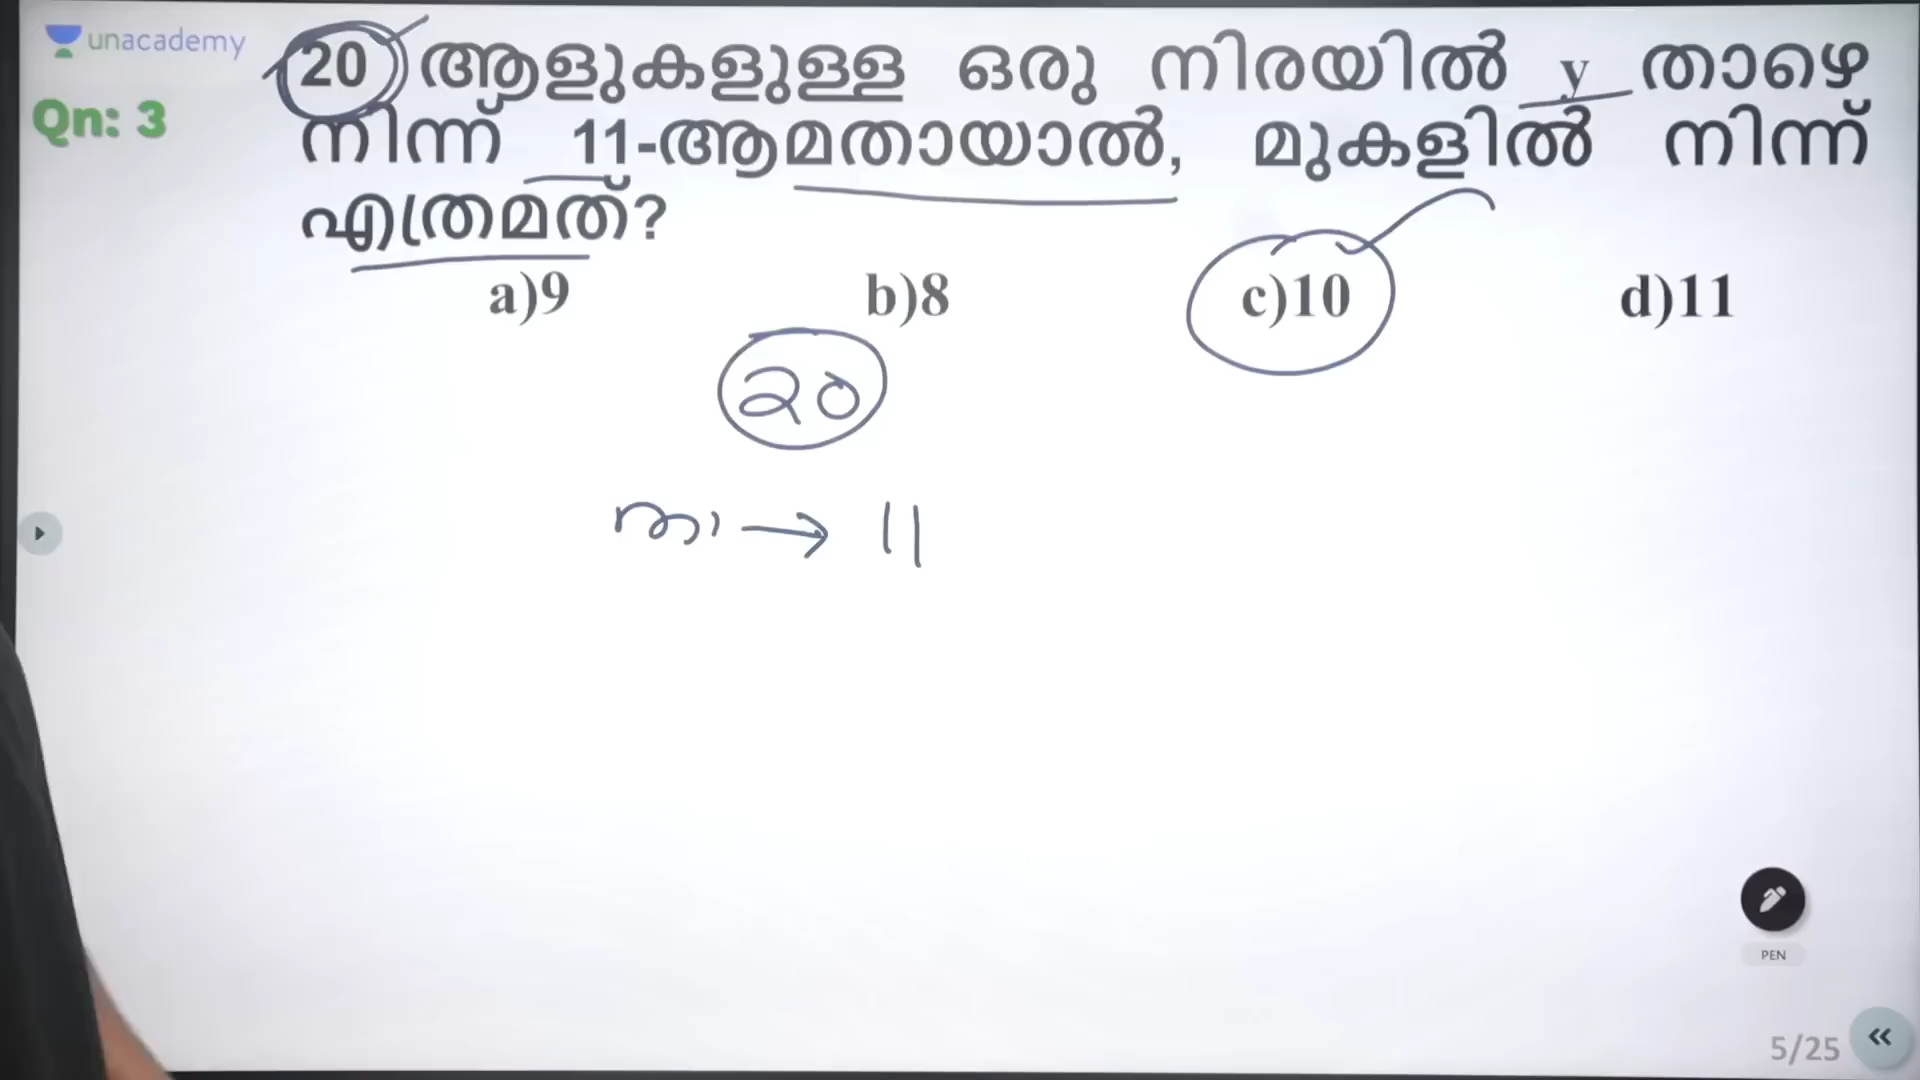 unacademy
Qn: 3
20 ആളുകളുള്ള ഒരു നിരയിൽ y താഴെ
നിന്ന് 11-ആമതായാൽ, മുകളിൽ നിന്ന്
എത്രമത്?
a)9 b)8 c)10 d)11
20
താ → 11
PEN
5/25